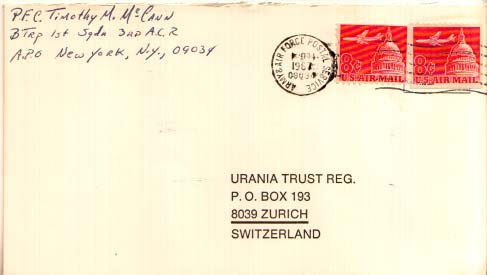 P.F.C. Timothy M. McCann
B Trp 1st Sqdn 3rd A.C.R
A.P.O New York, N.Y., 09034
ARMY & AIR FORCE POSTAL SERVICE
1967
8¢
U.S. AIR MAIL
8¢
U.S. AIR MAIL
URANIA TRUST REG.
P. O. BOX 193
8039 ZURICH
SWITZERLAND